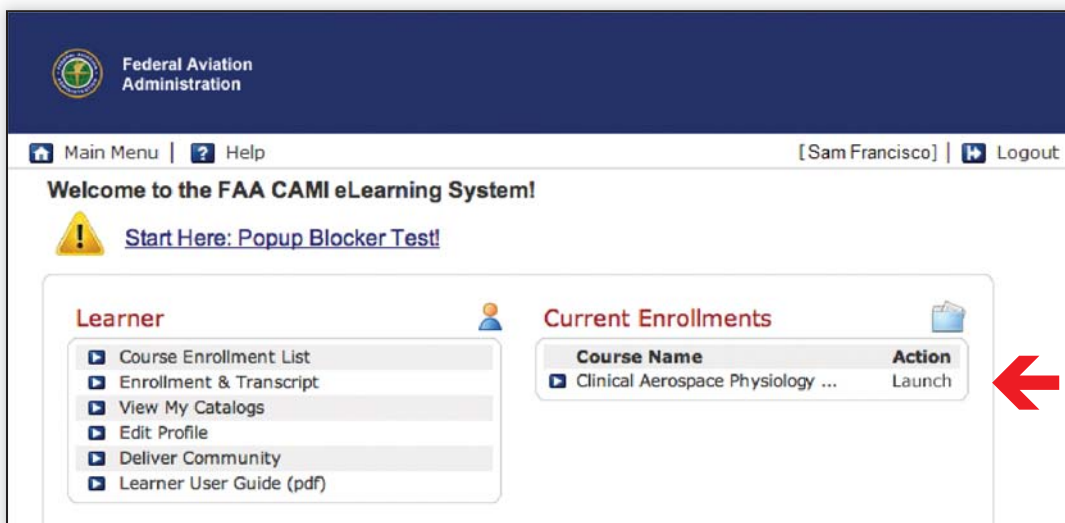 Federal Aviation
Administration
Main Menu | Help
[Sam Francisco] | Logout
Welcome to the FAA CAMI eLearning System!
Start Here: Popup Blocker Test!
Learner
Course Enrollment List
Enrollment & Transcript
View My Catalogs
Edit Profile
Deliver Community
Learner User Guide (pdf)
Current Enrollments
Course Name Action
Clinical Aerospace Physiology ... Launch